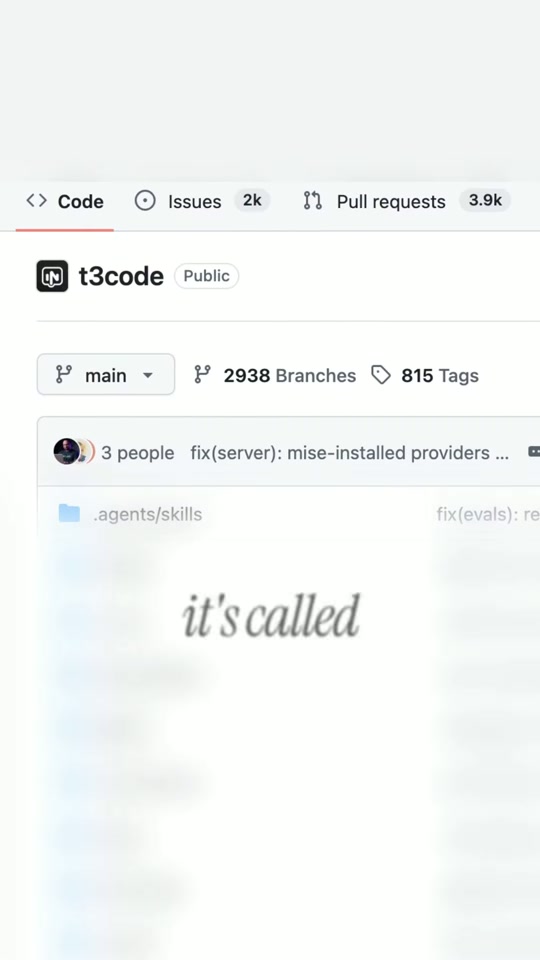 Code Issues 2k Pull requests 3.9k
t3code Public
main 2938 Branches 815 Tags
3 people fix(server): mise-installed providers ...
.agents/skills fix(evals): re
it's called